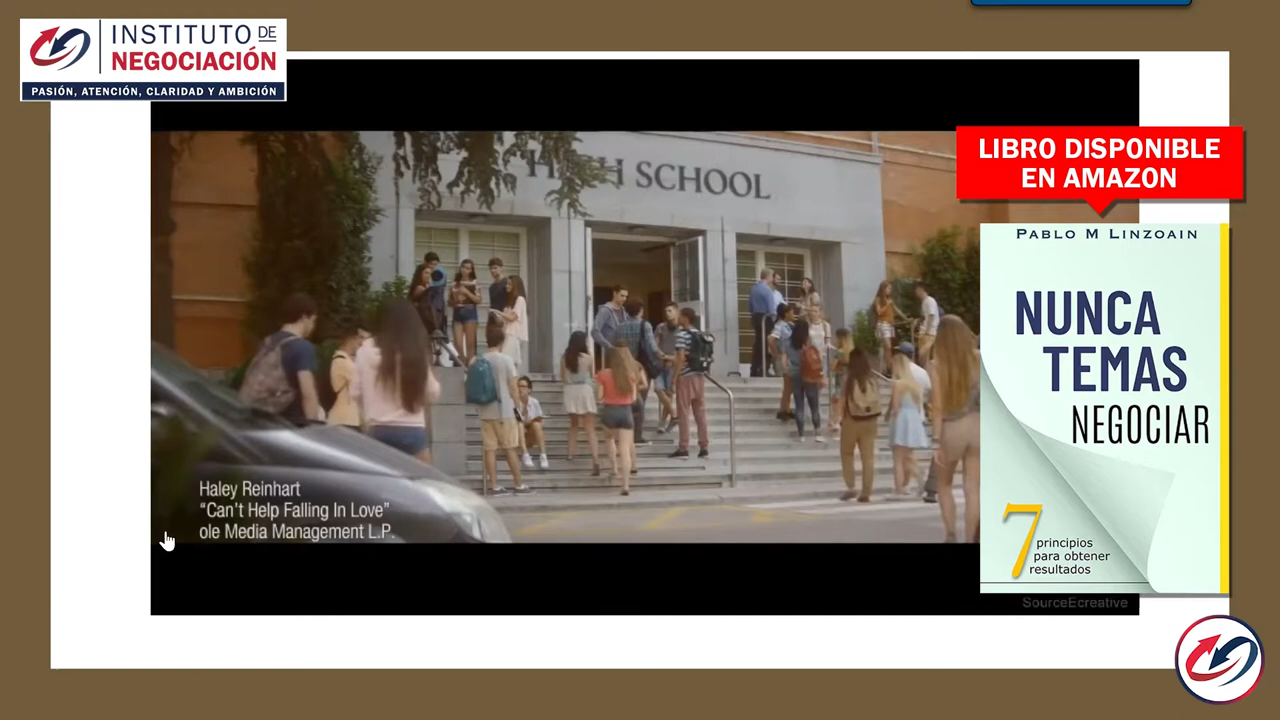 INSTITUTO DE
NEGOCIACIÓN
PASIÓN, ATENCIÓN, CLARIDAD Y AMBICIÓN
HIGH SCHOOL
LIBRO DISPONIBLE
EN AMAZON
PABLO M LINZOAIN
NUNCA
TEMAS
NEGOCIAR
7 principios
para obtener
resultados
Haley Reinhart
“Can’t Help Falling In Love”
ole Media Management L.P.
SourceEcreative